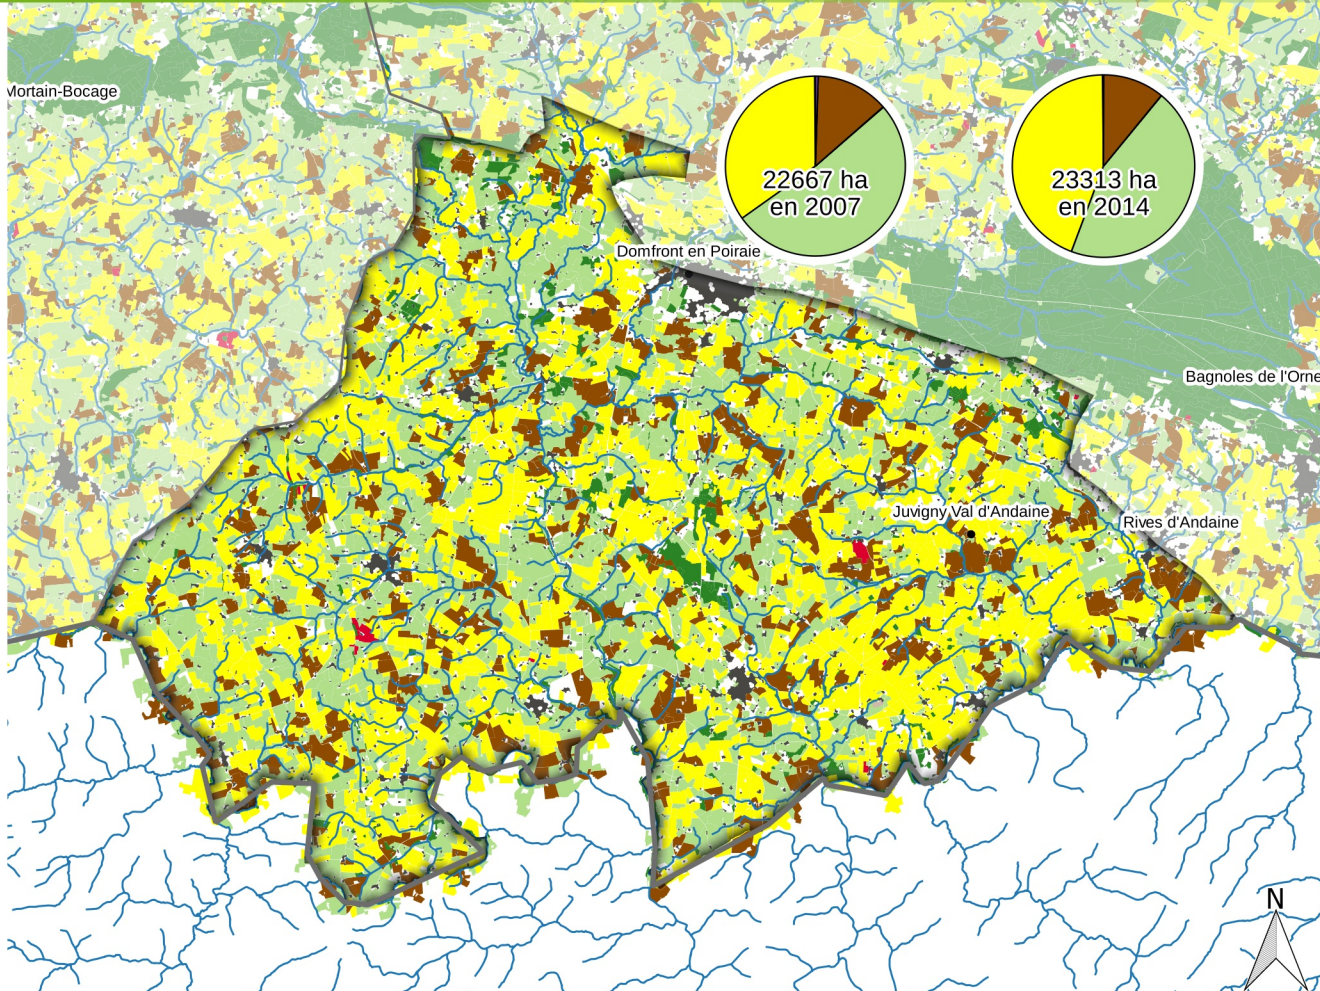 Mortain-Bocage
22667 ha
en 2007
23313 ha
en 2014
Domfront en Poiraie
Bagnoles de l'Orne
Juvigny Val d'Andaine
Rives d'Andaine
N